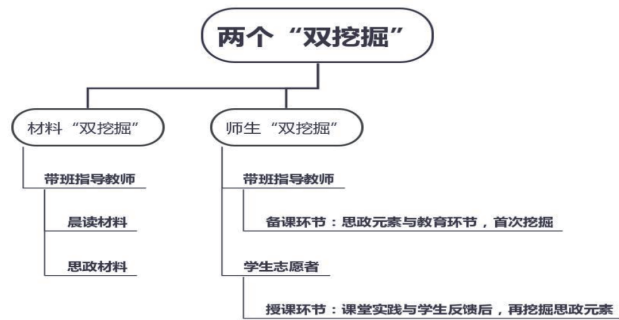 两个“双挖掘”
材料“双挖掘”
师生“双挖掘”
带班指导教师
带班指导教师
晨读材料
备课环节：思政元素与教育环节，首次挖掘
思政材料
学生志愿者
授课环节：课堂实践与学生反馈后，再挖掘思政元素